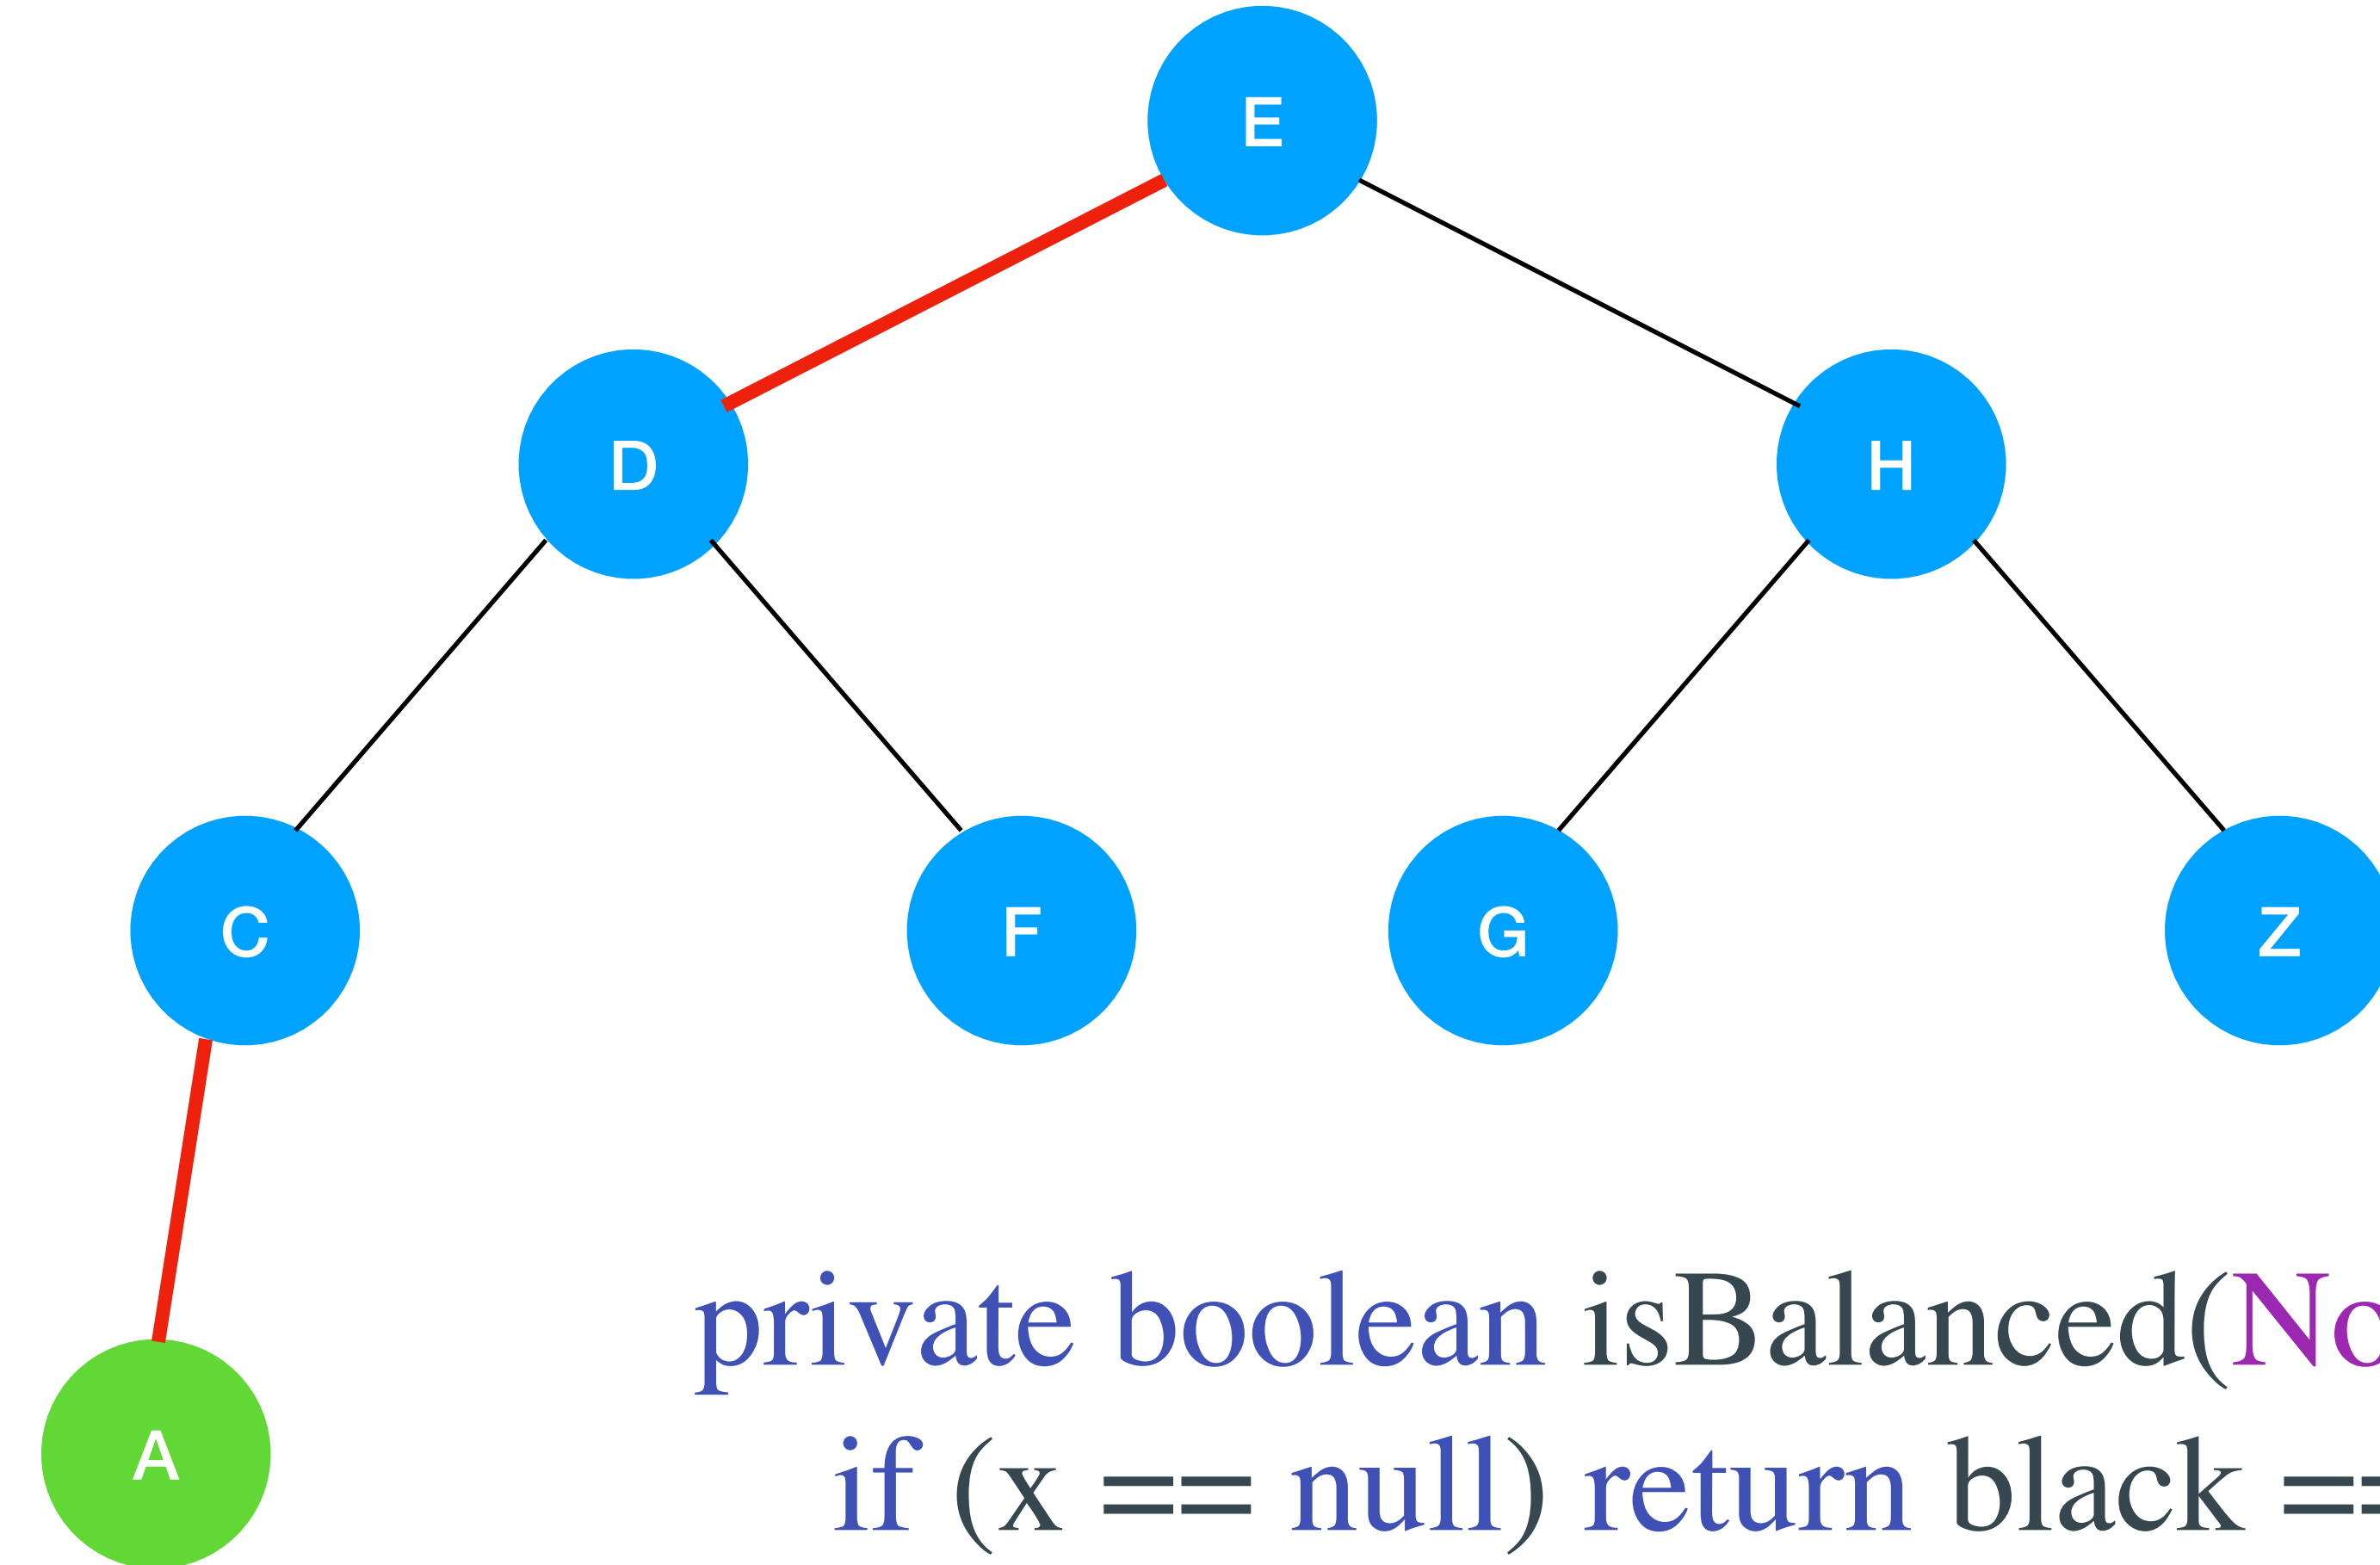 E
D H
C F G Z
private boolean isBalanced(No
A
if (x == null) return black ==